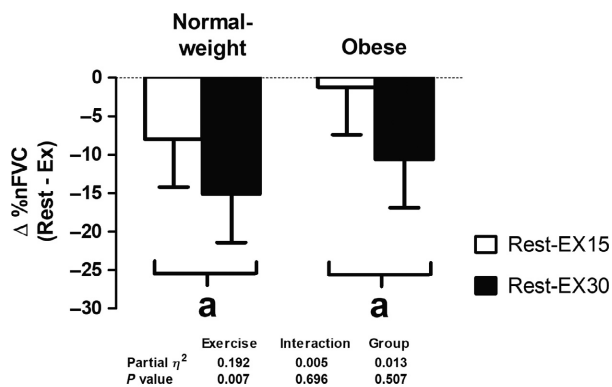 Normal-
weight
Obese
0
–5
–10
–15
–20
–25
–30
Δ %nFVC
(Rest - Ex)
a
a
Rest-EX15
Rest-EX30
Exercise Interaction Group
Partial η² 0.192 0.005 0.013
P value 0.007 0.696 0.507